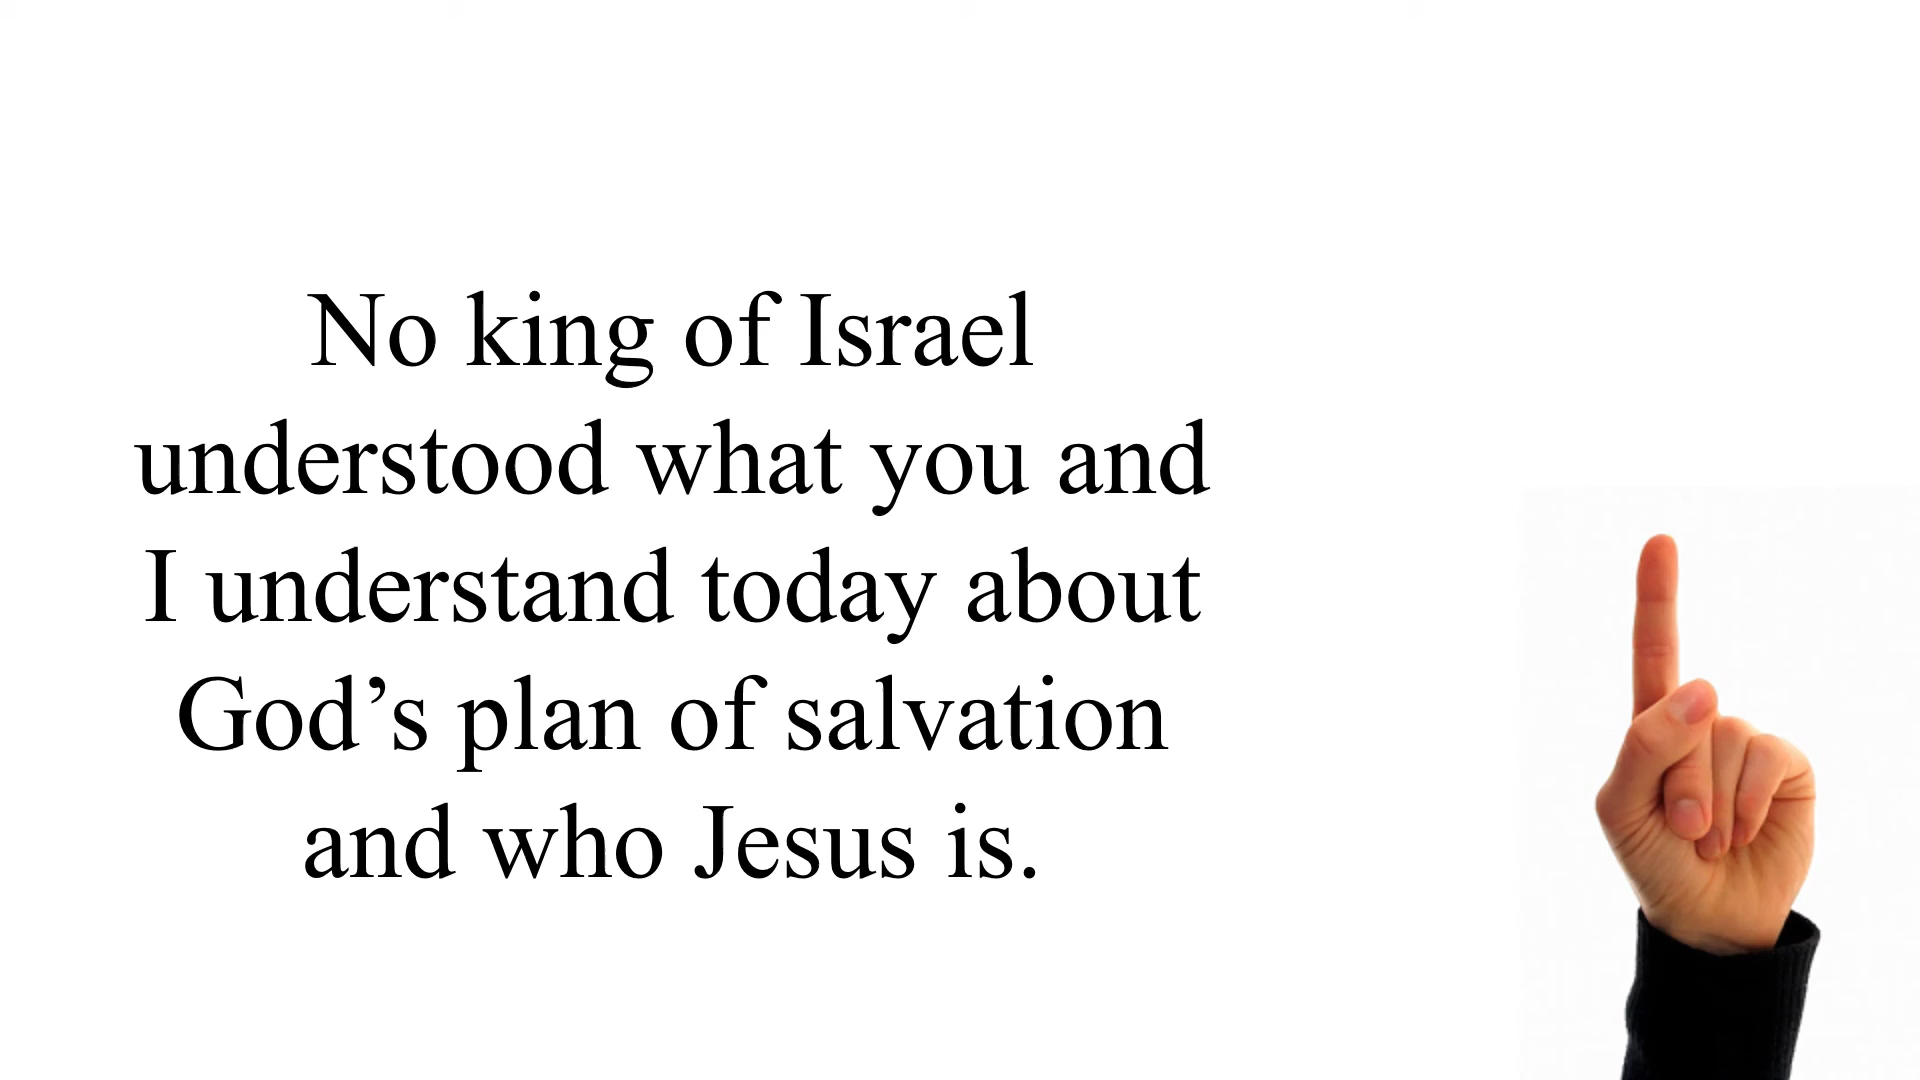 No king of Israel
understood what you and
I understand today about
God’s plan of salvation
and who Jesus is.